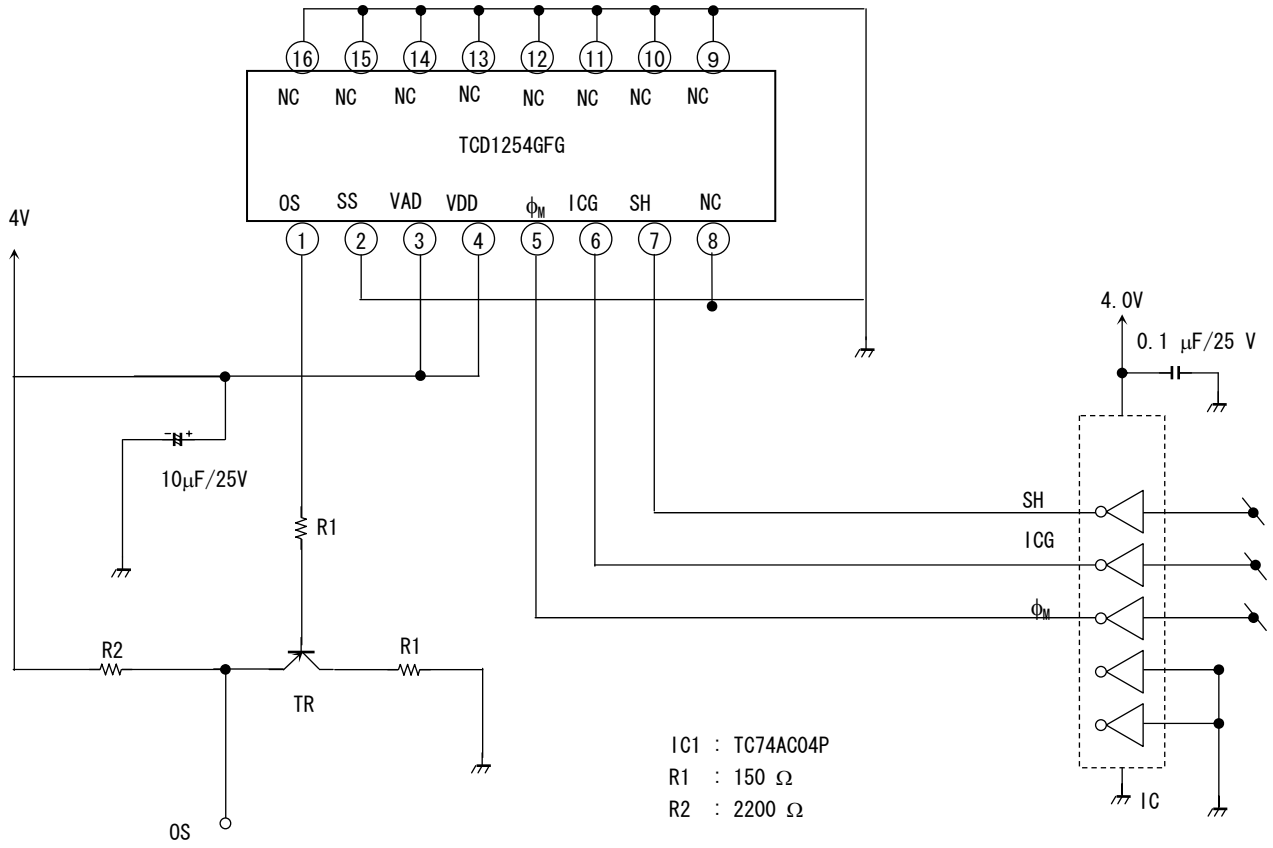 16 15 14 13 12 11 10 9
NC NC NC NC NC NC NC NC
TCD1254GFG
OS SS VAD VDD ϕM ICG SH NC
1 2 3 4 5 6 7 8
4V
4.0V
0.1 μF/25 V
- +
10μF/25V
SH
R1
ICG
ϕM
R2
R1
TR
IC1 : TC74AC04P
R1 : 150 Ω
R2 : 2200 Ω
IC
OS